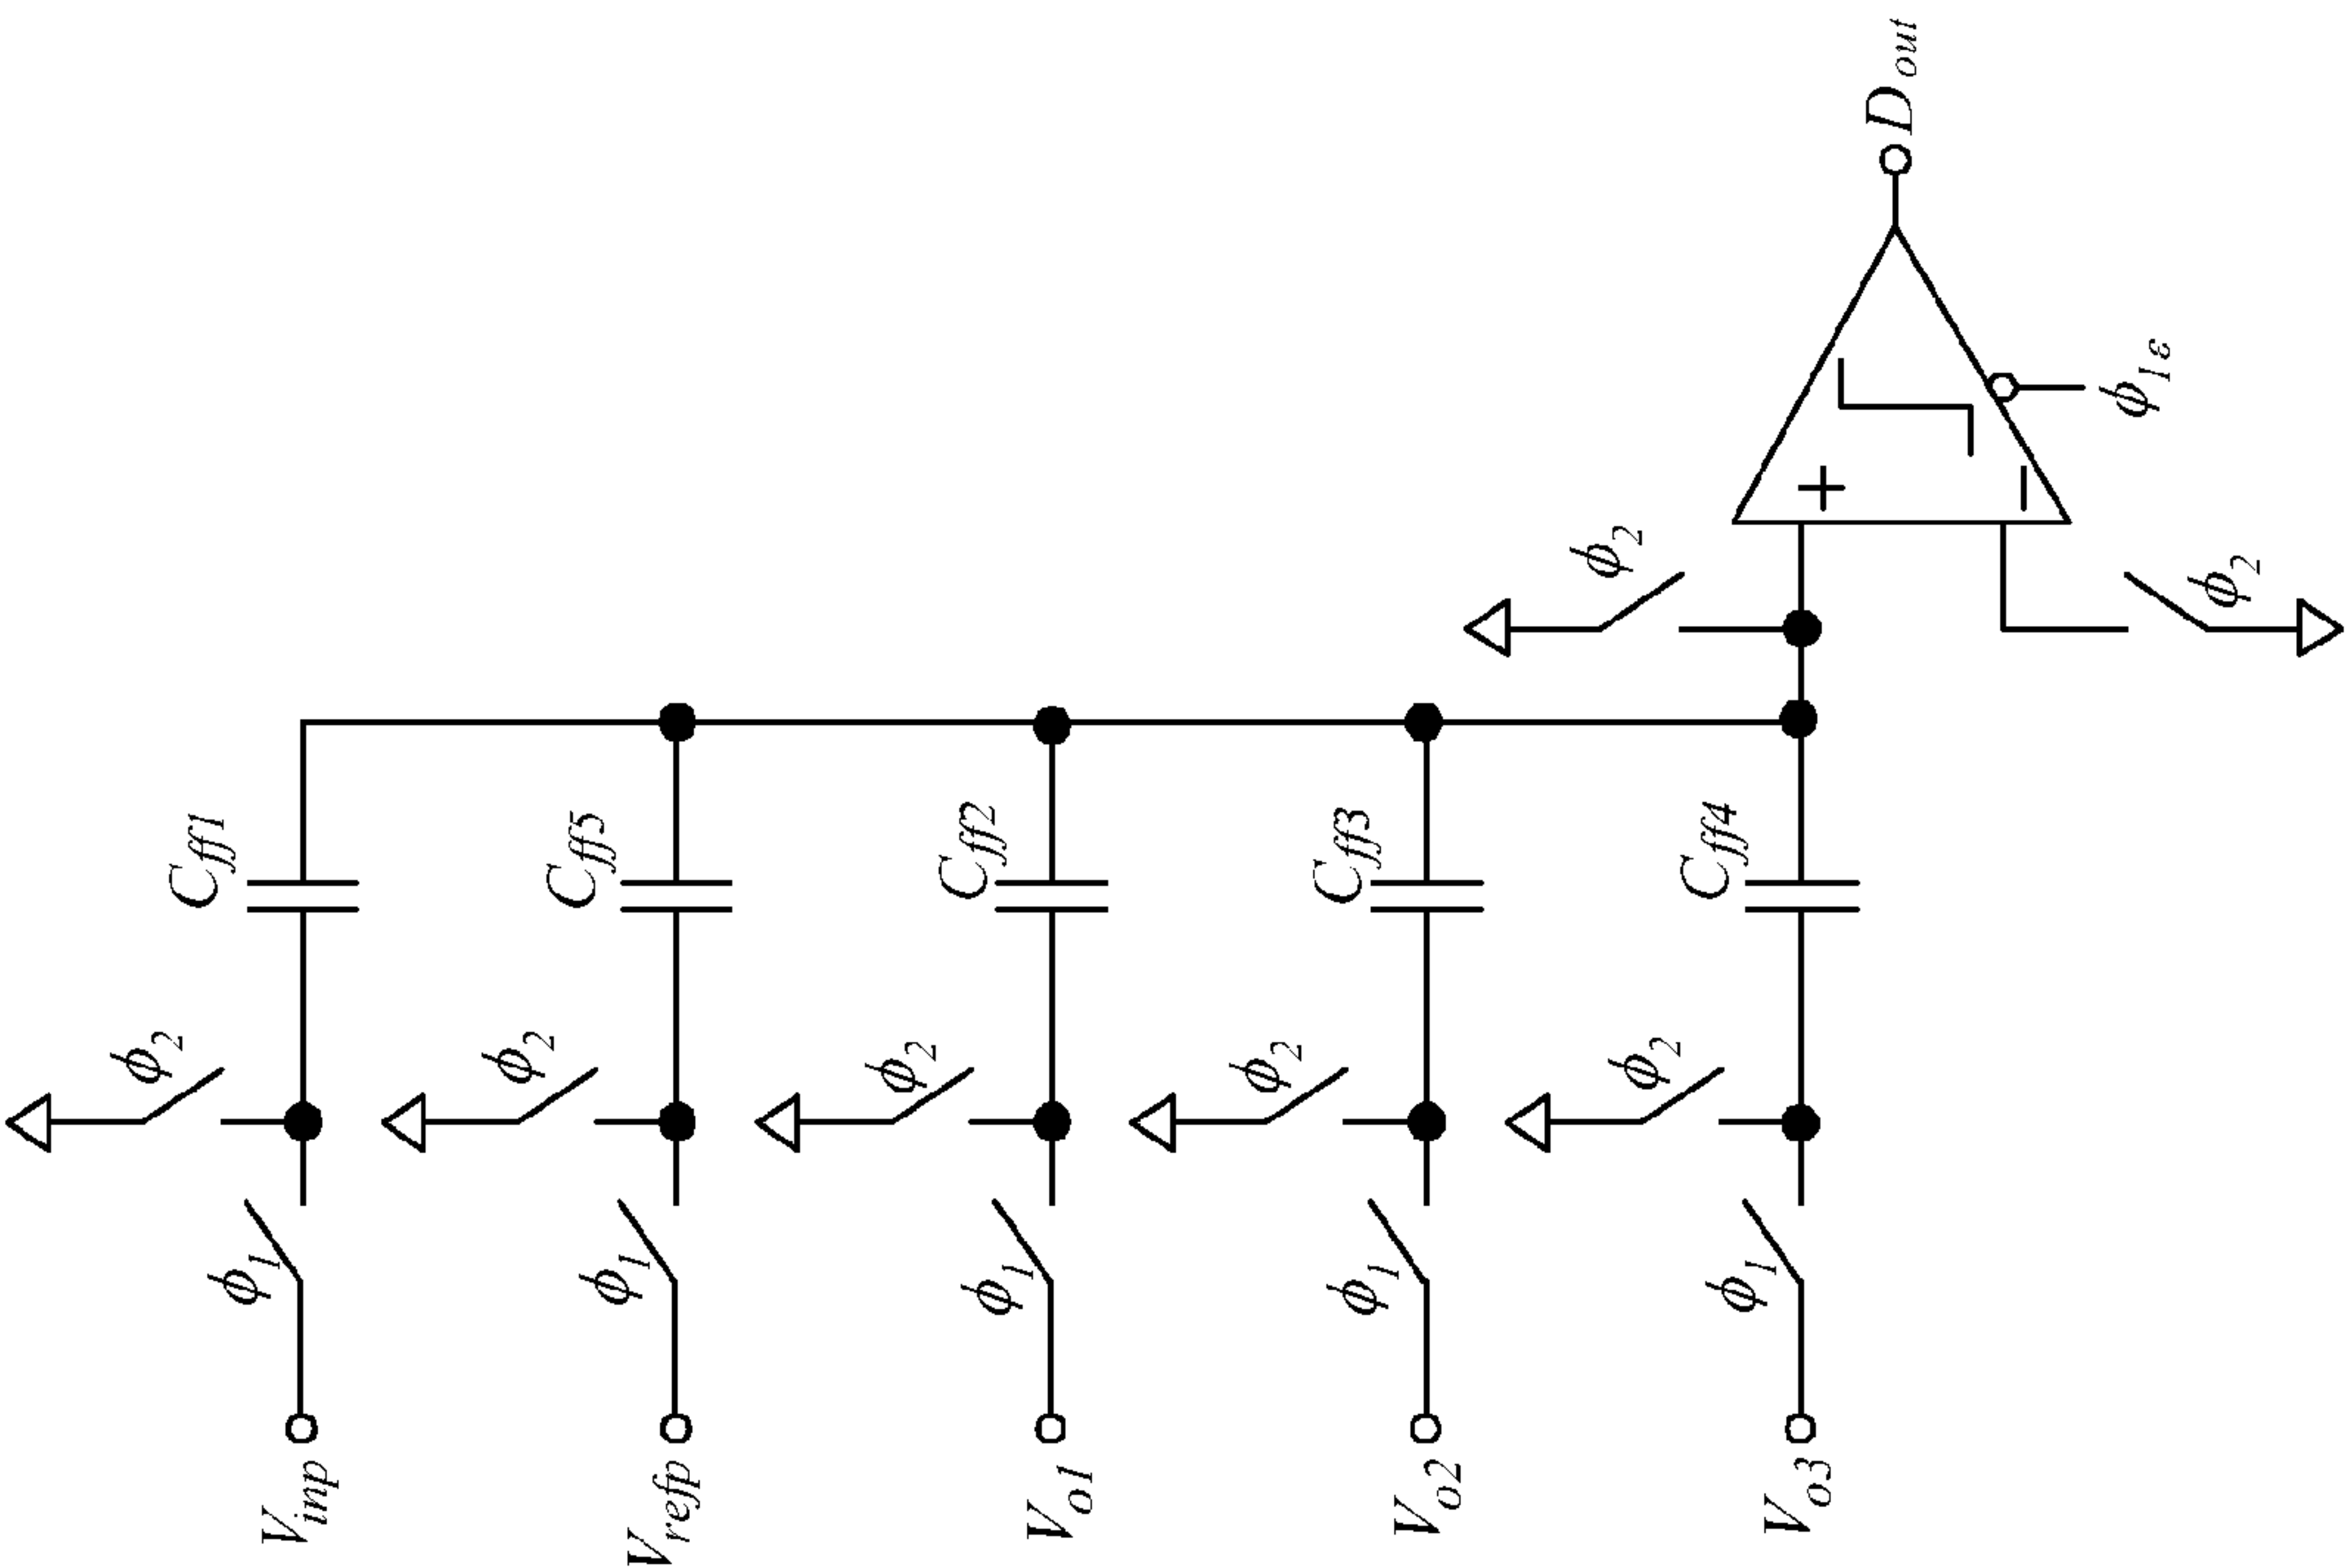 V_inp ϕ_1 ϕ_2 C_ff1
V_refp ϕ_1 ϕ_2 C_ff5
V_o1 ϕ_1 ϕ_2 C_ff2
V_o2 ϕ_1 ϕ_2 C_ff3
V_o3 ϕ_1 ϕ_2 C_ff4
ϕ_2
+
−
ϕ_2
ϕ_1e
D_out